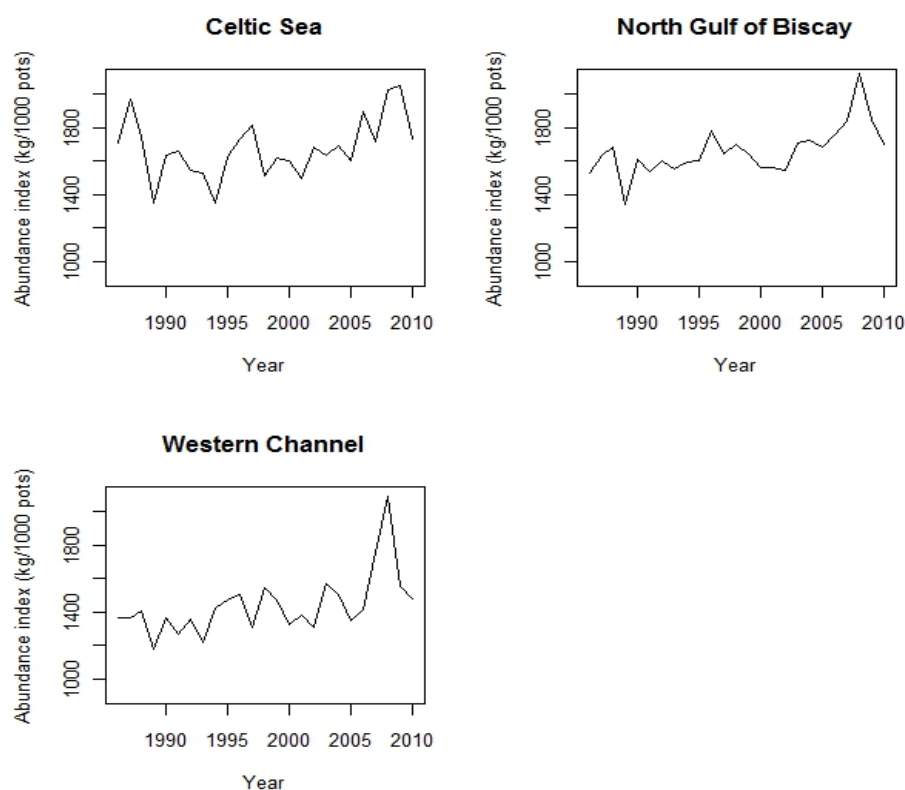 Celtic Sea
Abundance index (kg/1000 pots)
1800
1400
1000
1990 1995 2000 2005 2010
Year
North Gulf of Biscay
Abundance index (kg/1000 pots)
1800
1400
1000
1990 1995 2000 2005 2010
Year
Western Channel
Abundance index (kg/1000 pots)
1800
1400
1000
1990 1995 2000 2005 2010
Year